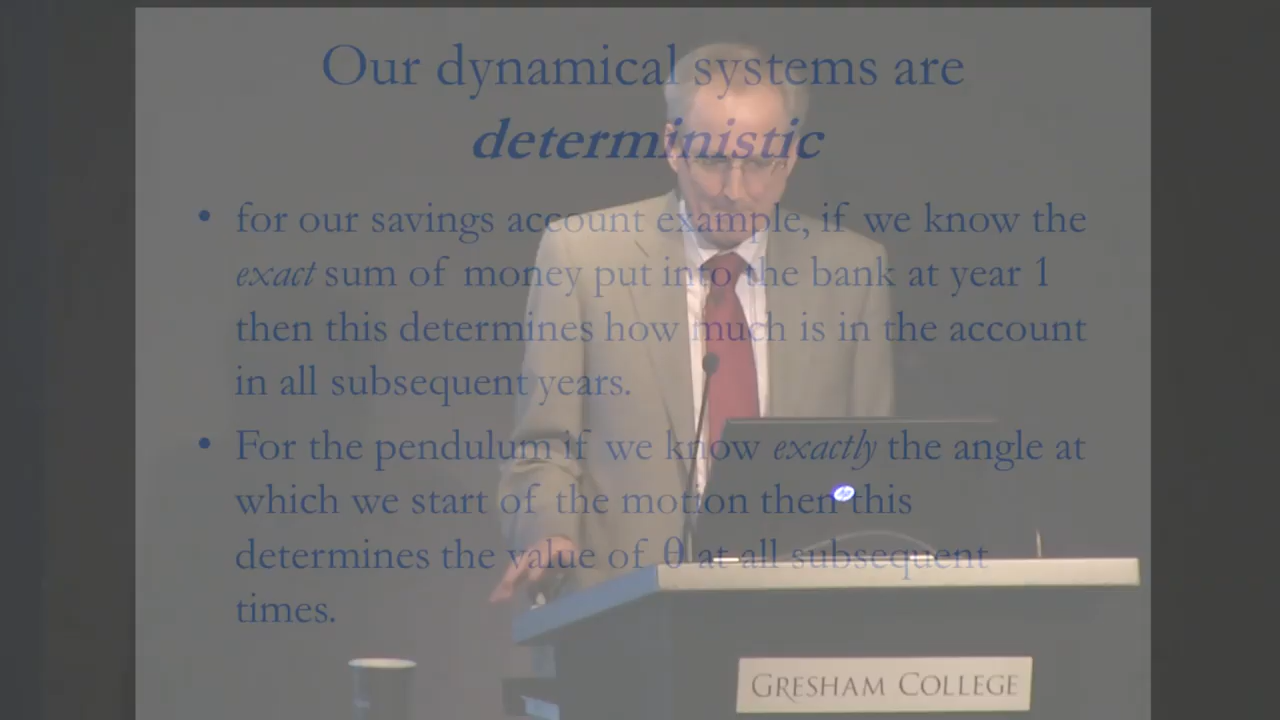 Our dynamical systems are
deterministic
• for our savings account example, if we know the
exact sum of money put into the bank at year 1
then this determines how much is in the account
in all subsequent years.
• For the pendulum if we know exactly the angle at
which we start of the motion then this
determines the value of θ at all subsequent
times.
hp
GRESHAM COLLEGE